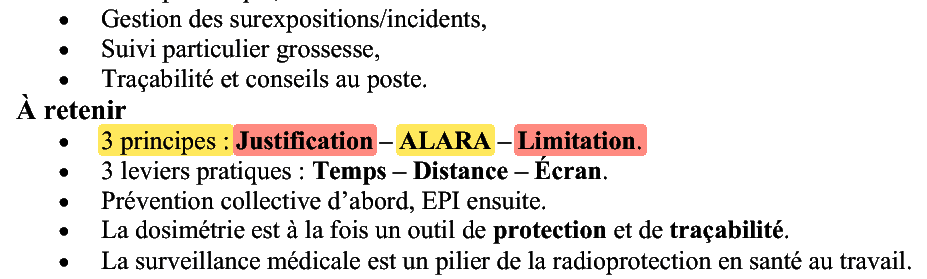 • Gestion des surexpositions/incidents,
• Suivi particulier grossesse,
• Traçabilité et conseils au poste.
À retenir
• 3 principes : Justification – ALARA – Limitation.
• 3 leviers pratiques : Temps – Distance – Écran.
• Prévention collective d’abord, EPI ensuite.
• La dosimétrie est à la fois un outil de protection et de traçabilité.
• La surveillance médicale est un pilier de la radioprotection en santé au travail.